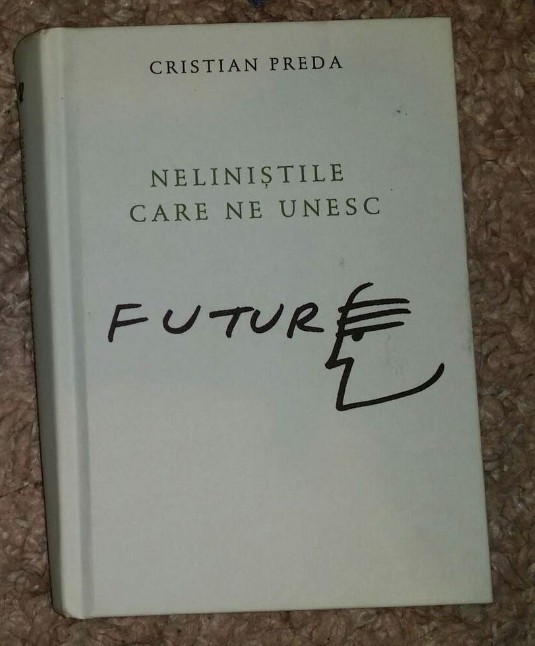 CRISTIAN PREDA
NELINIȘTILE
CARE NE UNESC
FUTURE